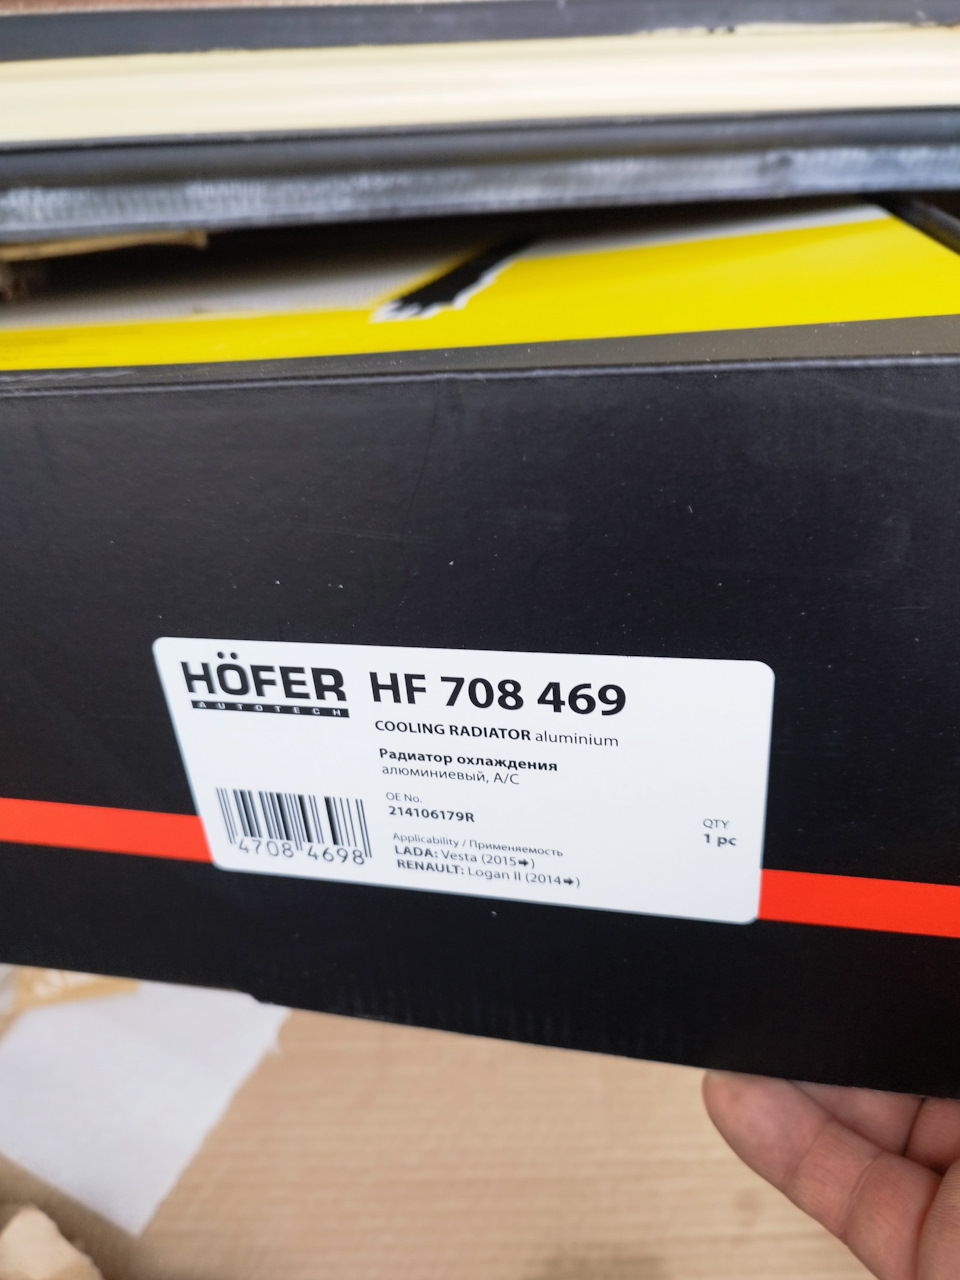 HÖFER
AUTOTECH
HF 708 469
COOLING RADIATOR aluminium
Радиатор охлаждения
алюминиевый, A/C
OE No.
214106179R
Applicability / Применяемость
LADA: Vesta (2015➡)
RENAULT: Logan II (2014➡)
QTY
1 pc
4708 4698